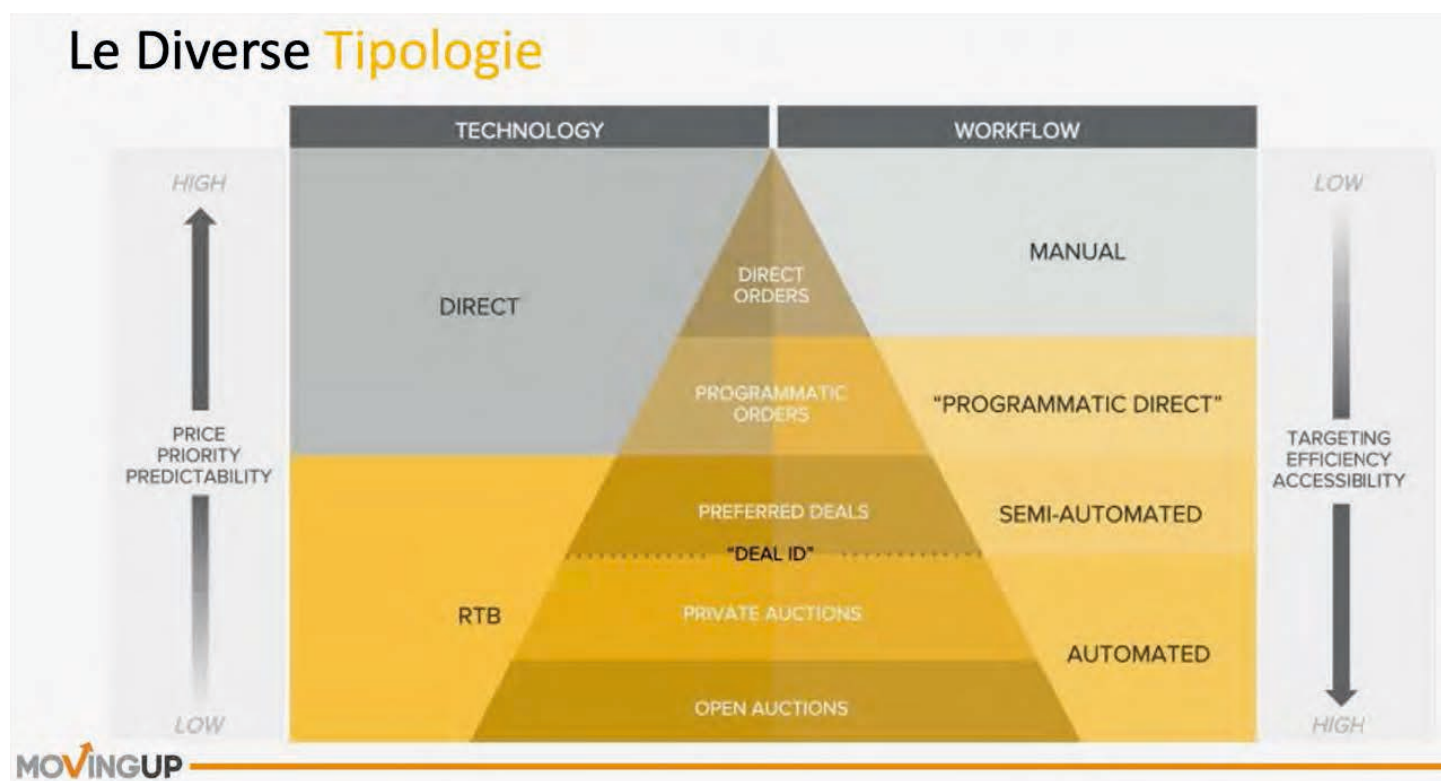 Le Diverse Tipologie
TECHNOLOGY
WORKFLOW
HIGH
PRICE
PRIORITY
PREDICTABILITY
LOW
DIRECT
RTB
DIRECT
ORDERS
PROGRAMMATIC
ORDERS
PREFERRED DEALS
"DEAL ID"
PRIVATE AUCTIONS
OPEN AUCTIONS
MANUAL
"PROGRAMMATIC DIRECT"
SEMI-AUTOMATED
AUTOMATED
LOW
TARGETING
EFFICIENCY
ACCESSIBILITY
HIGH
MOVINGUP